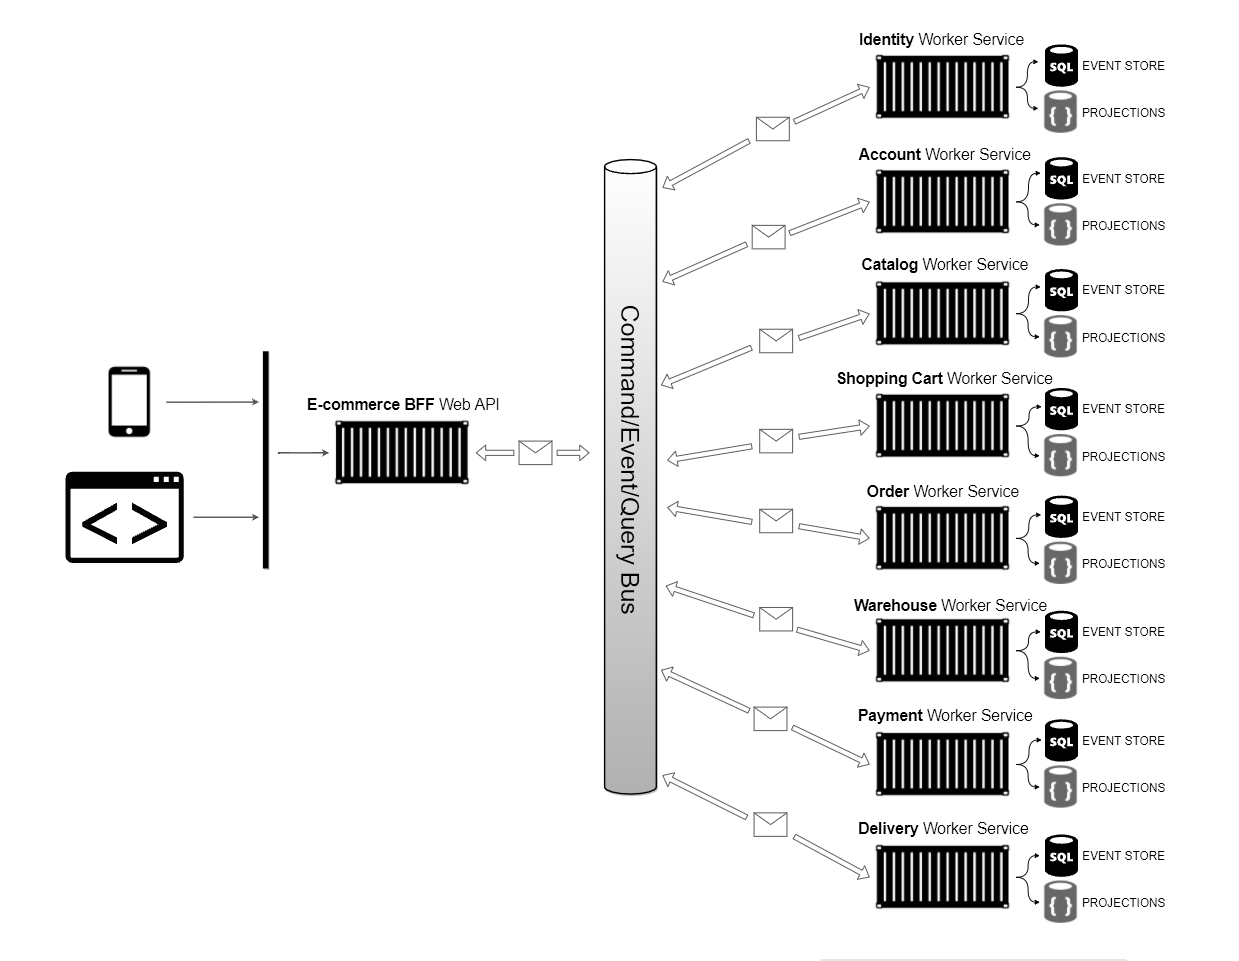 Identity Worker Service
SQL EVENT STORE
{ } PROJECTIONS
Account Worker Service
SQL EVENT STORE
{ } PROJECTIONS
Catalog Worker Service
SQL EVENT STORE
{ } PROJECTIONS
Shopping Cart Worker Service
SQL EVENT STORE
{ } PROJECTIONS
Order Worker Service
SQL EVENT STORE
{ } PROJECTIONS
Warehouse Worker Service
SQL EVENT STORE
{ } PROJECTIONS
Payment Worker Service
SQL EVENT STORE
{ } PROJECTIONS
Delivery Worker Service
SQL EVENT STORE
{ } PROJECTIONS
Command/Event/Query Bus
E-commerce BFF Web API
< >